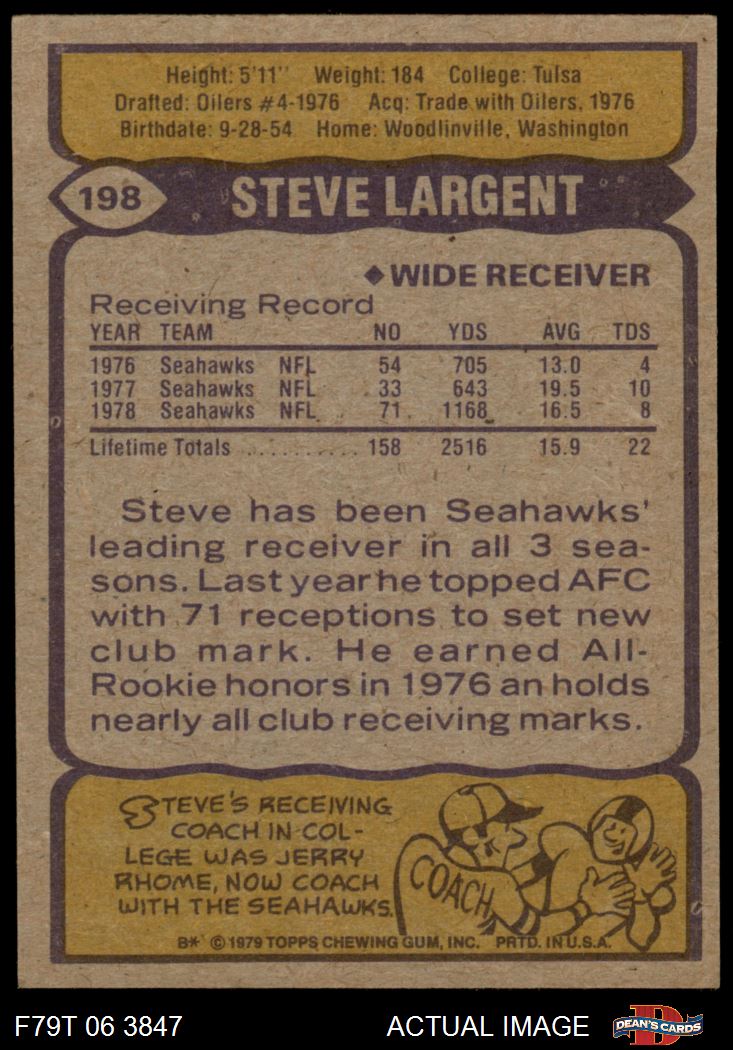 Height: 5'11" Weight: 184 College: Tulsa
Drafted: Oilers #4-1976 Acq: Trade with Oilers, 1976
Birthdate: 9-28-54 Home: Woodlinville, Washington
198 STEVE LARGENT
◆WIDE RECEIVER
Receiving Record
YEAR TEAM NO YDS AVG TDS
1976 Seahawks NFL 54 705 13.0 4
1977 Seahawks NFL 33 643 19.5 10
1978 Seahawks NFL 71 1168 16.5 8
Lifetime Totals ........... 158 2516 15.9 22
Steve has been Seahawks'
leading receiver in all 3 sea-
sons. Last year he topped AFC
with 71 receptions to set new
club mark. He earned All-
Rookie honors in 1976 an holds
nearly all club receiving marks.
STEVE'S RECEIVING
COACH IN COL-
LEGE WAS JERRY
RHOME, NOW COACH
WITH THE SEAHAWKS.
COACH
B* © 1979 TOPPS CHEWING GUM, INC. PRTD. IN U.S.A.
F79T 06 3847 ACTUAL IMAGE D DEAN'S CARDS